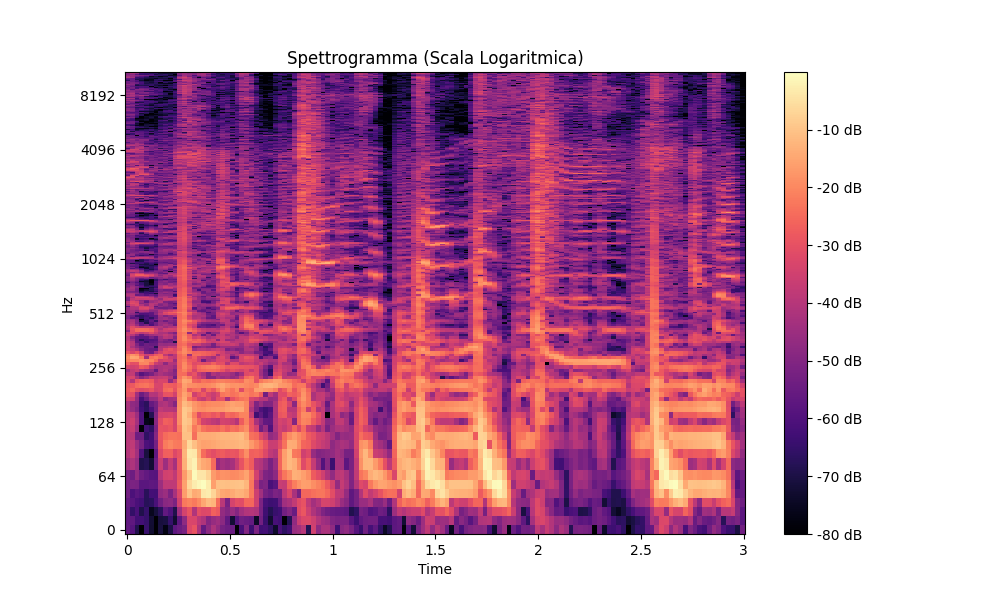 Spettrogramma (Scala Logaritmica)
8192
4096
2048
1024
512
256
128
64
0
Hz
0
0.5
1
1.5
2
2.5
3
Time
-10 dB
-20 dB
-30 dB
-40 dB
-50 dB
-60 dB
-70 dB
-80 dB